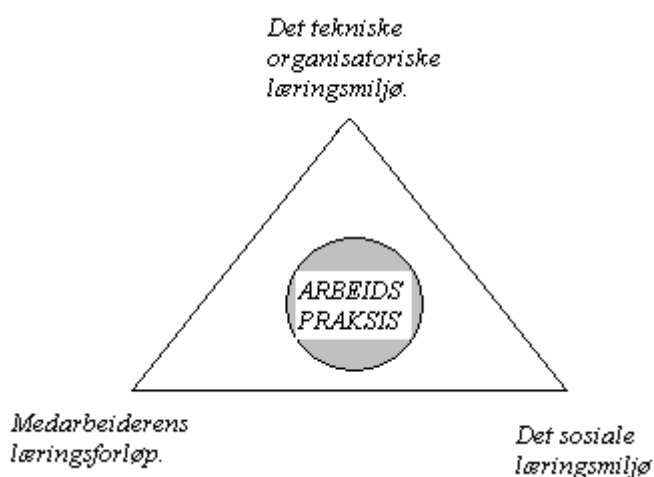 Det tekniske
organisatoriske
læringsmiljø.
ARBEIDS
PRAKSIS
Medarbeiderens
læringsforløp.
Det sosiale
læringsmiljø